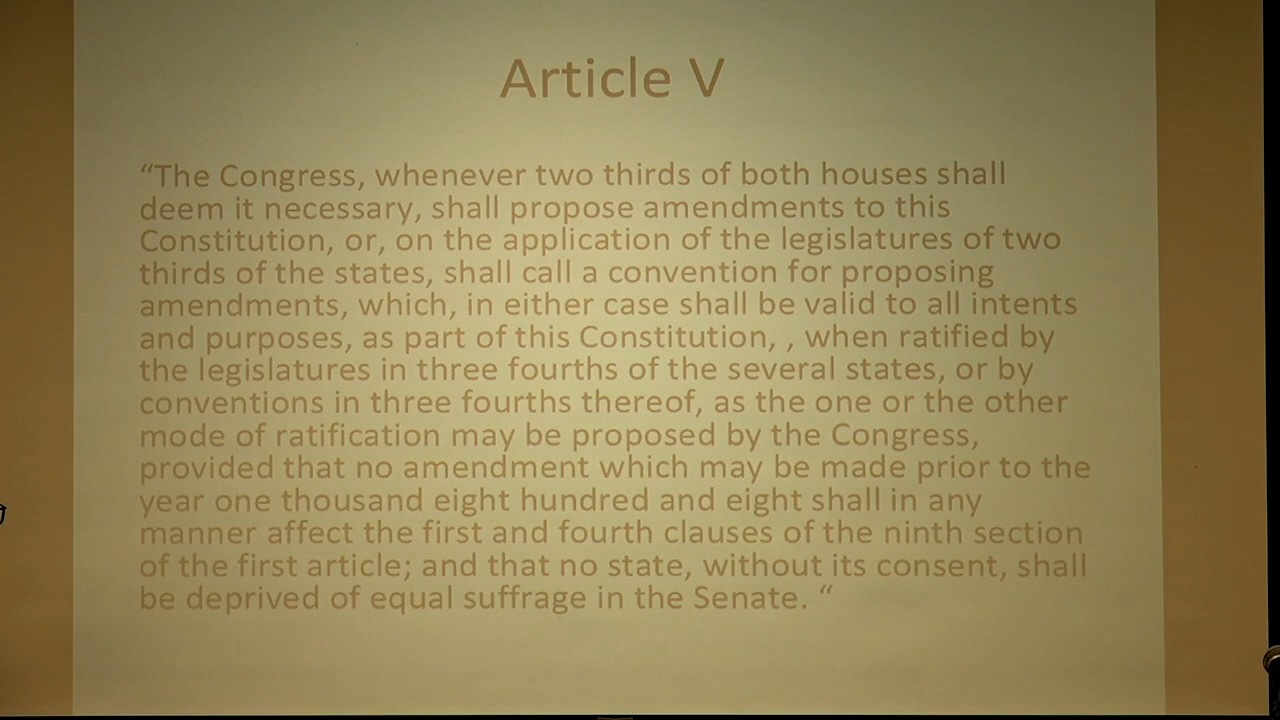 Article V
“The Congress, whenever two thirds of both houses shall
deem it necessary, shall propose amendments to this
Constitution, or, on the application of the legislatures of two
thirds of the states, shall call a convention for proposing
amendments, which, in either case shall be valid to all intents
and purposes, as part of this Constitution, , when ratified by
the legislatures in three fourths of the several states, or by
conventions in three fourths thereof, as the one or the other
mode of ratification may be proposed by the Congress,
provided that no amendment which may be made prior to the
year one thousand eight hundred and eight shall in any
manner affect the first and fourth clauses of the ninth section
of the first article; and that no state, without its consent, shall
be deprived of equal suffrage in the Senate. “